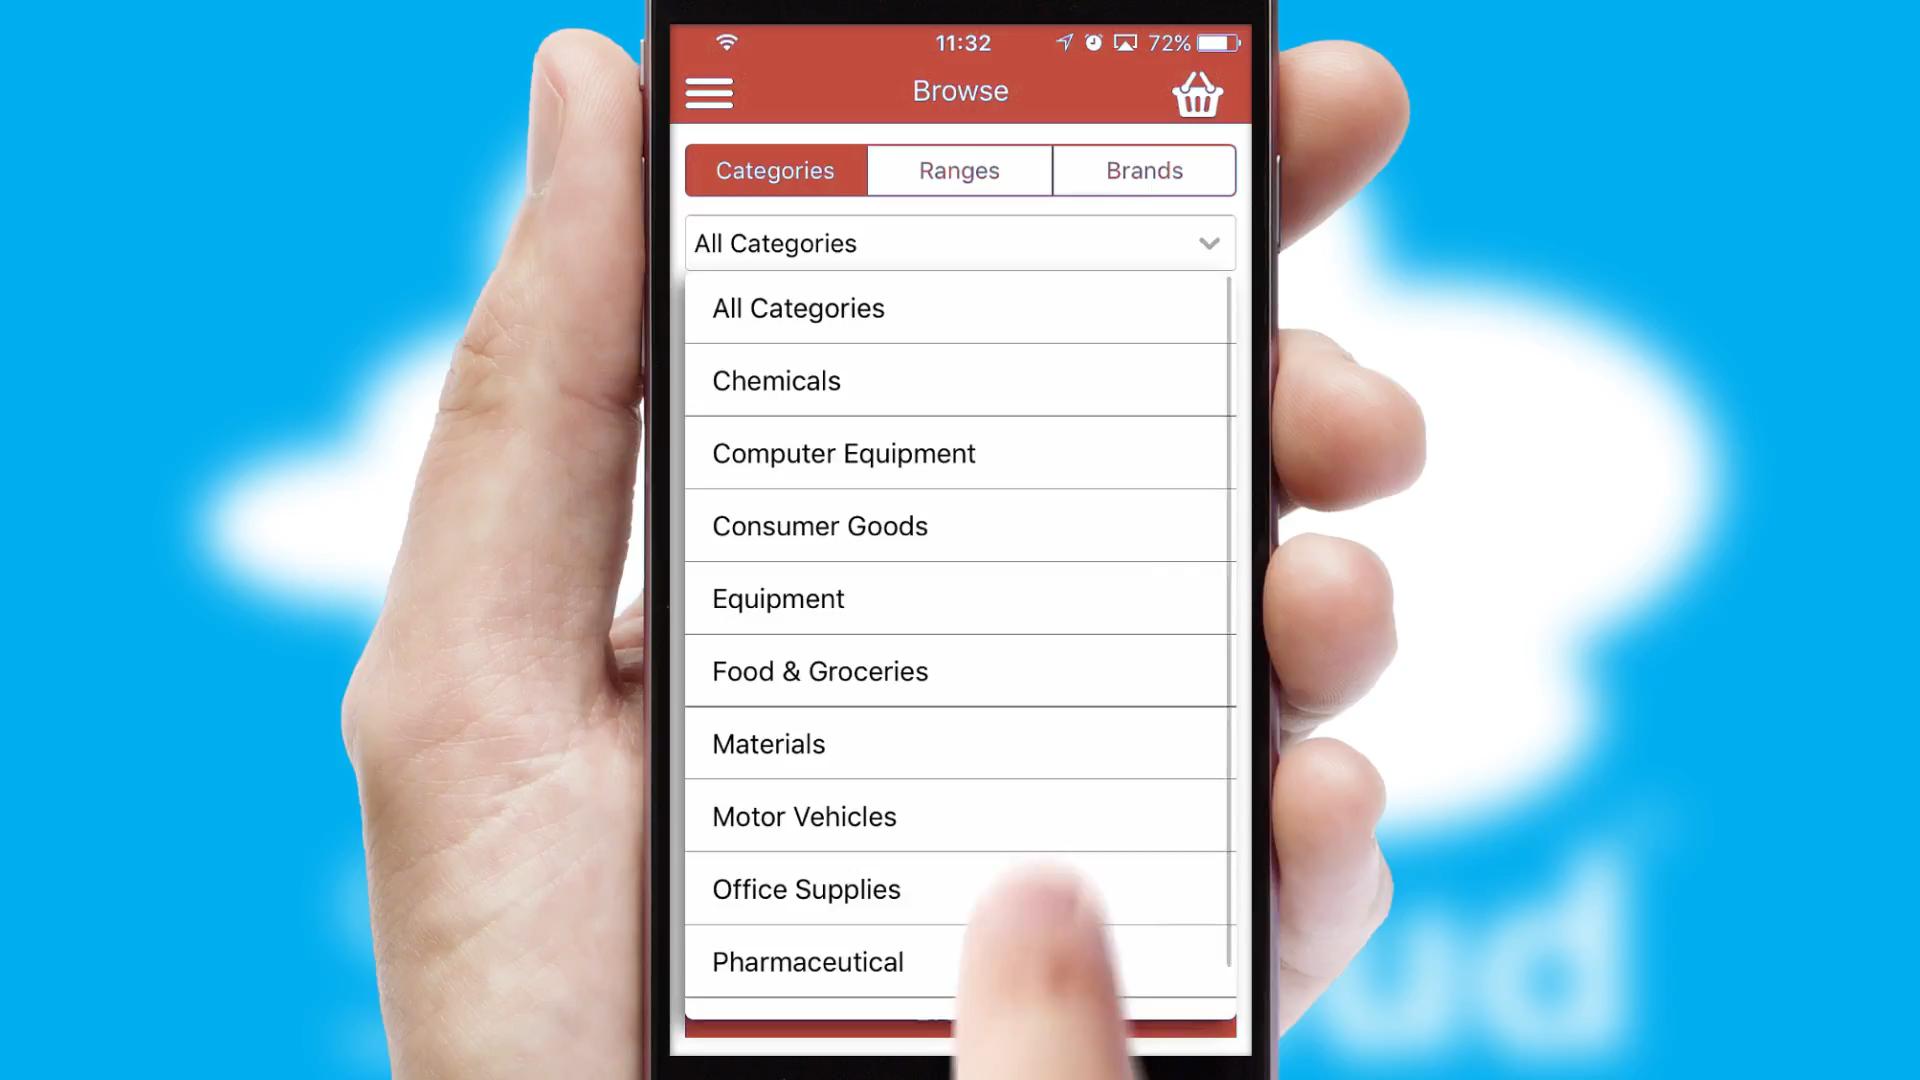 11:32
72%
Browse
Categories
Ranges
Brands
All Categories
All Categories
Chemicals
Computer Equipment
Consumer Goods
Equipment
Food & Groceries
Materials
Motor Vehicles
Office Supplies
Pharmaceutical